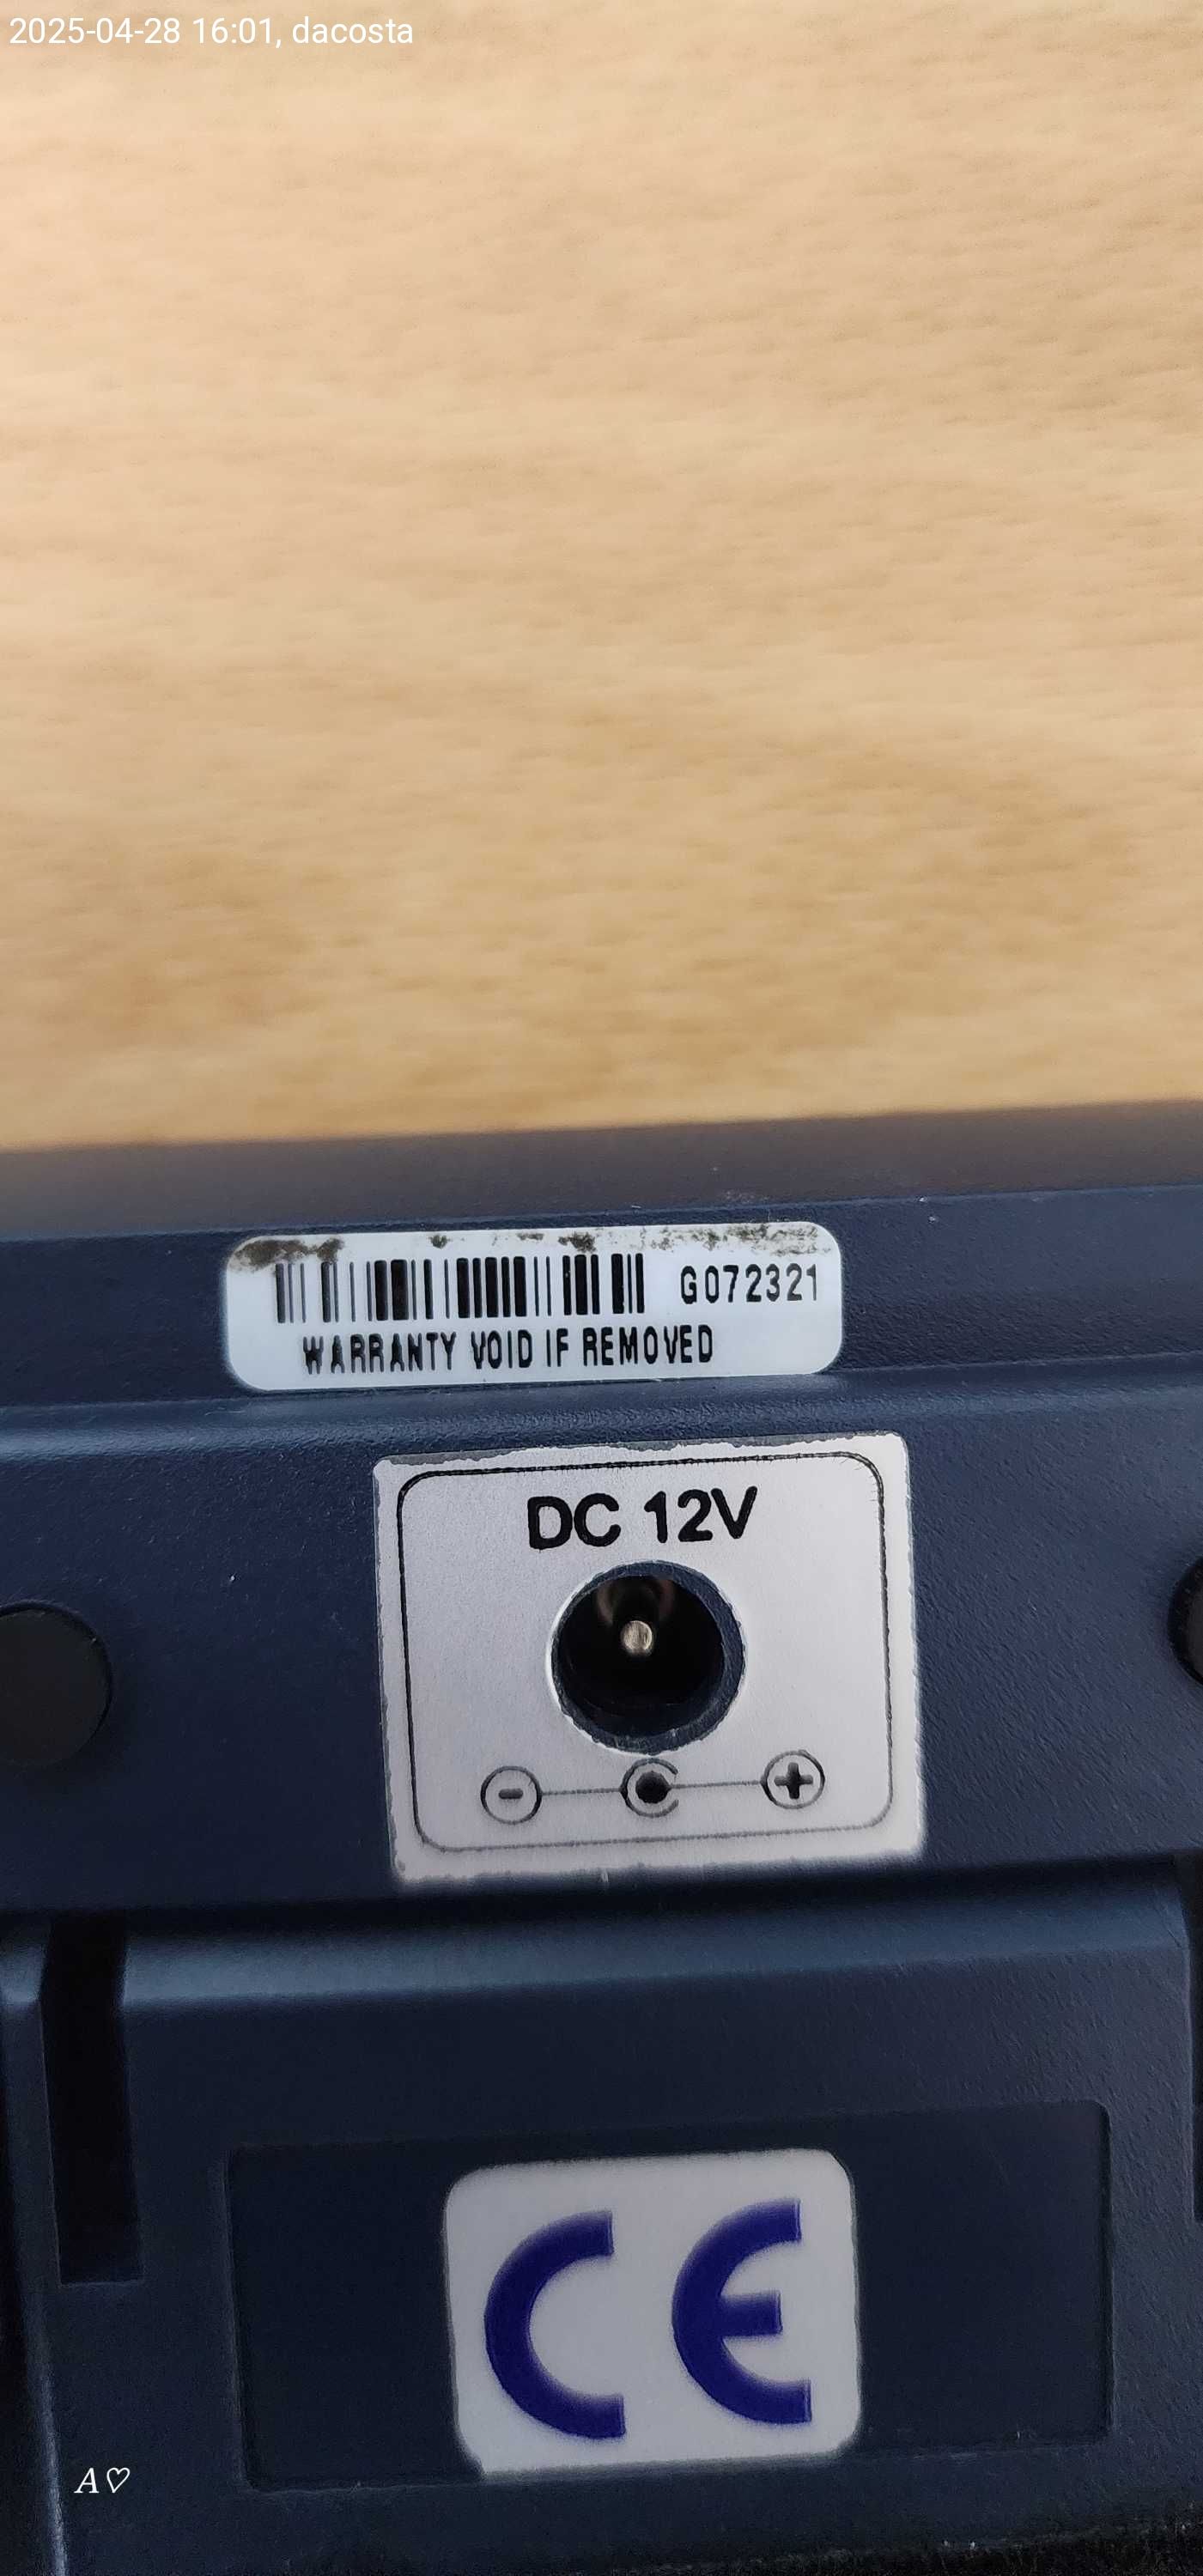 2025-04-28 16:01, dacosta
G072321
WARRANTY VOID IF REMOVED
DC 12V
- +
CE
A♡